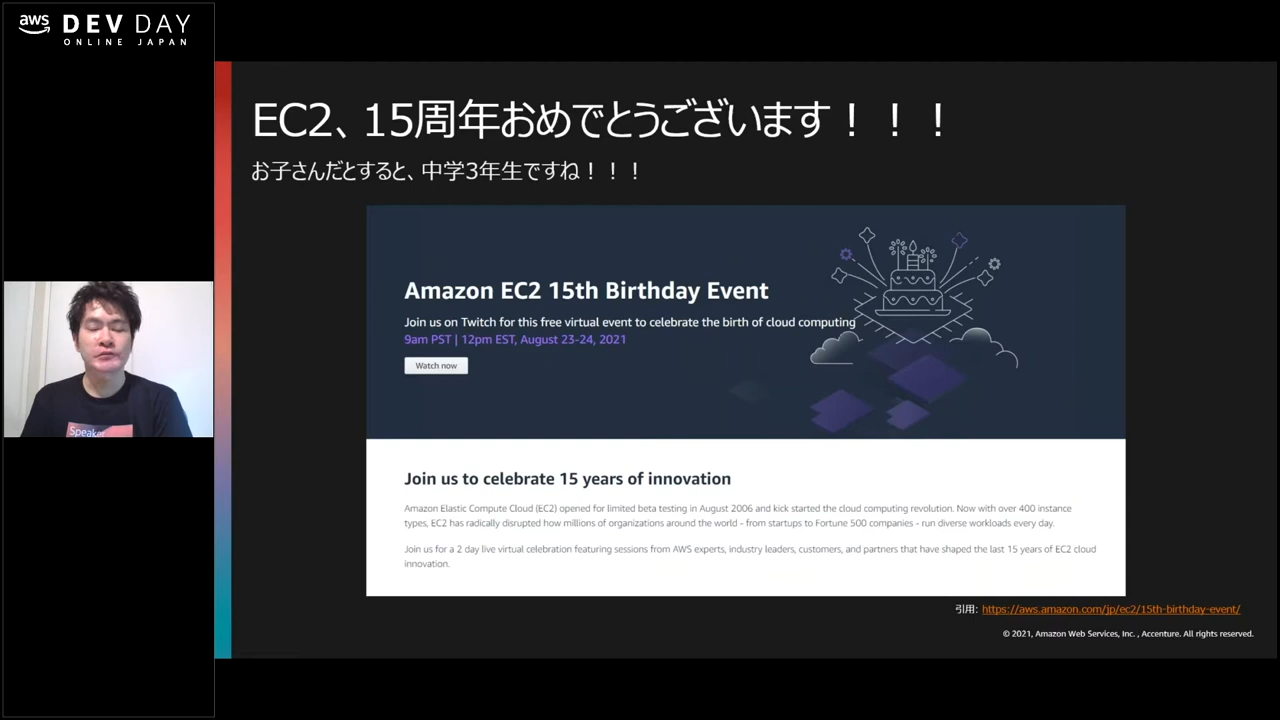 aws DEV DAY
ONLINE JAPAN
EC2、15周年おめでとうございます！！！
お子さんだとすると、中学3年生ですね！！！
Amazon EC2 15th Birthday Event
Join us on Twitch for this free virtual event to celebrate the birth of cloud computing
9am PST | 12pm EST, August 23-24, 2021
Watch now
Speaker
Join us to celebrate 15 years of innovation
Amazon Elastic Compute Cloud (EC2) opened for limited beta testing in August 2006 and kick started the cloud computing revolution. Now with over 400 instance
types, EC2 has radically disrupted how millions of organizations around the world - from startups to Fortune 500 companies - run diverse workloads every day.
Join us for a 2 day live virtual celebration featuring sessions from AWS experts, industry leaders, customers, and partners that have shaped the last 15 years of EC2 cloud
innovation.
引用: https://aws.amazon.com/jp/ec2/15th-birthday-event/
© 2021, Amazon Web Services, Inc. , Accenture. All rights reserved.